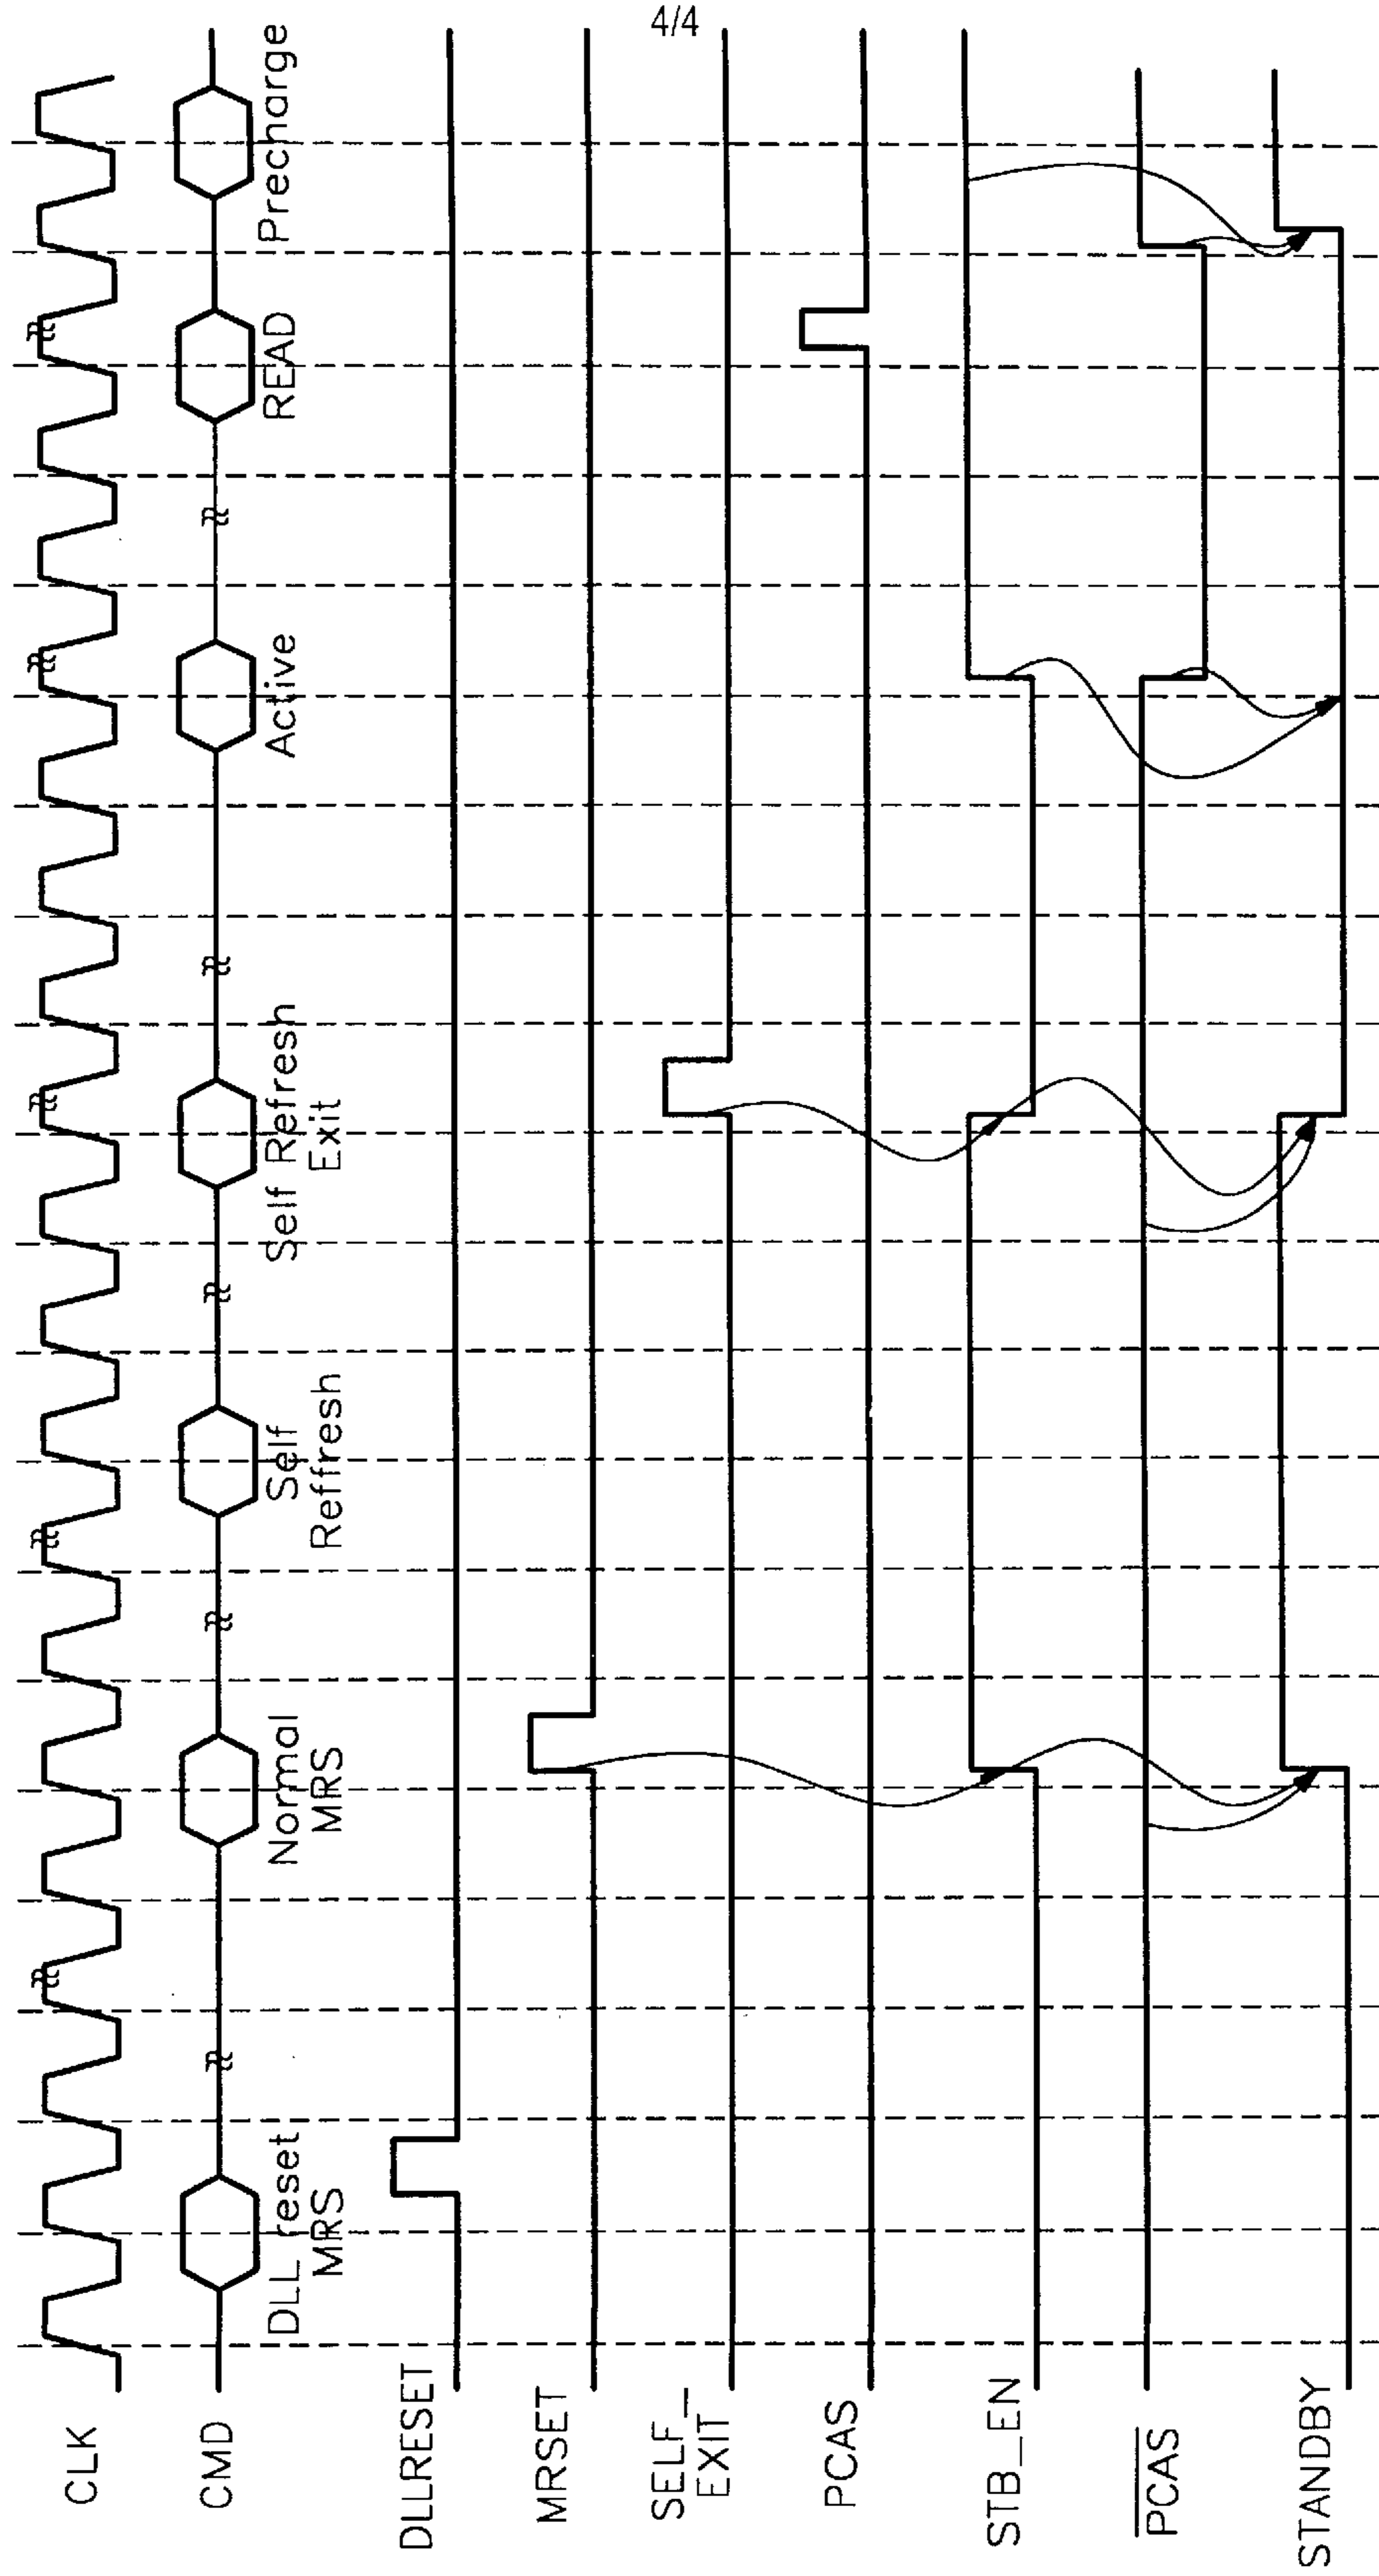 4/4
CLK
CMD
DLL reset
MRS
Normal
MRS
Self
Reffresh
Self Refresh
Exit
Active
READ
Precharge
DLLRESET
MRSET
SELF_
EXIT
PCAS
STB_EN
PCAS
STANDBY